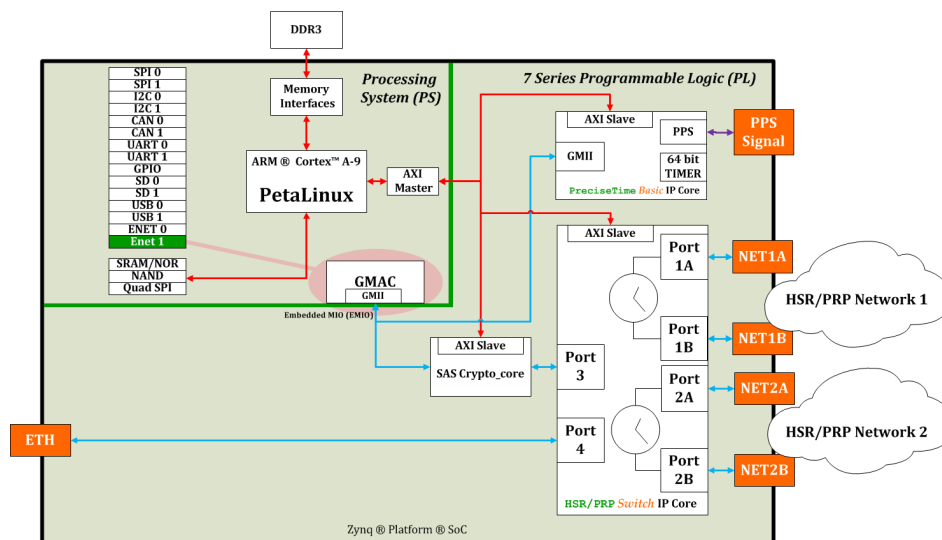 DDR3
Processing
System (PS)
7 Series Programmable Logic (PL)
SPI 0
SPI 1
I2C 0
I2C 1
CAN 0
CAN 1
UART 0
UART 1
GPIO
SD 0
SD 1
USB 0
USB 1
ENET 0
Enet 1
SRAM/NOR
NAND
Quad SPI
Memory
Interfaces
ARM ® Cortex™ A-9
PetaLinux
AXI
Master
GMAC
GMII
Embedded MIO (EMIO)
AXI Slave
PPS
GMII
64 bit
TIMER
PreciseTime Basic IP Core
PPS
Signal
AXI Slave
SAS Crypto_core
AXI Slave
Port
1A
Port
1B
Port
3
Port
2A
Port
4
Port
2B
HSR/PRP Switch IP Core
NET1A
NET1B
HSR/PRP Network 1
NET2A
NET2B
HSR/PRP Network 2
ETH
Zynq ® Platform ® SoC